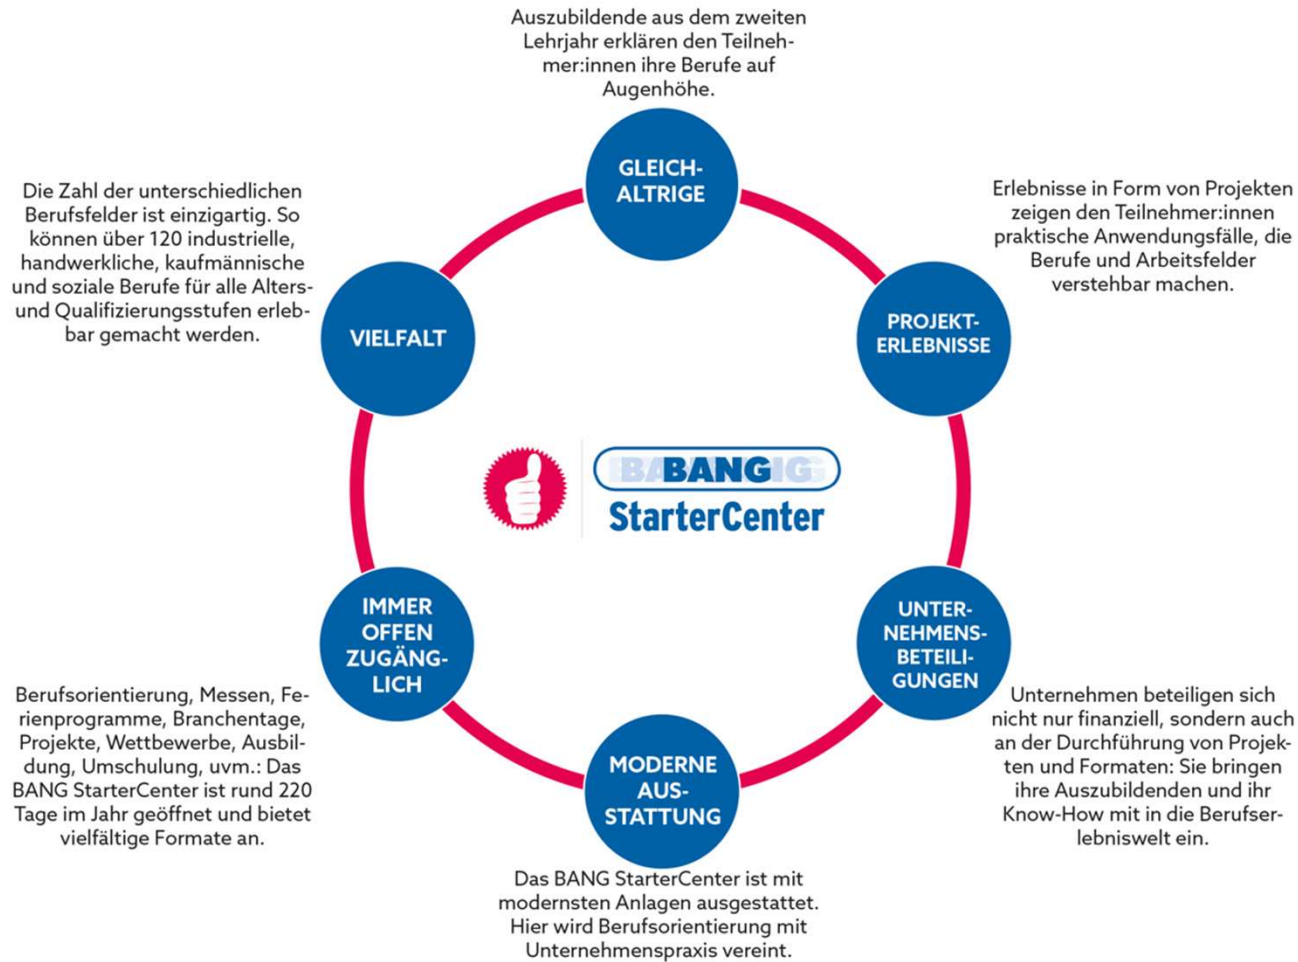 Auszubildende aus dem zweiten
Lehrjahr erklären den Teilneh-
mer:innen ihre Berufe auf
Augenhöhe.
GLEICH-
ALTRIGE
Erlebnisse in Form von Projekten
zeigen den Teilnehmer:innen
praktische Anwendungsfälle, die
Berufe und Arbeitsfelder
verstehbar machen.
PROJEKT-
ERLEBNISSE
Die Zahl der unterschiedlichen
Berufsfelder ist einzigartig. So
können über 120 industrielle,
handwerkliche, kaufmännische
und soziale Berufe für alle Alters-
und Qualifizierungsstufen erleb-
bar gemacht werden.
VIELFALT
BANG
StarterCenter
UNTER-
NEHMENS-
BETEILI-
GUNGEN
Unternehmen beteiligen sich
nicht nur finanziell, sondern auch
an der Durchführung von Projek-
ten und Formaten: Sie bringen
ihre Auszubildenden und ihr
Know-How mit in die Berufser-
lebniswelt ein.
IMMER
OFFEN
ZUGÄNG-
LICH
Berufsorientierung, Messen, Fe-
rienprogramme, Branchentage,
Projekte, Wettbewerbe, Ausbil-
dung, Umschulung, uvm.: Das
BANG StarterCenter ist rund 220
Tage im Jahr geöffnet und bietet
vielfältige Formate an.
MODERNE
AUS-
STATTUNG
Das BANG StarterCenter ist mit
modernsten Anlagen ausgestattet.
Hier wird Berufsorientierung mit
Unternehmenspraxis vereint.